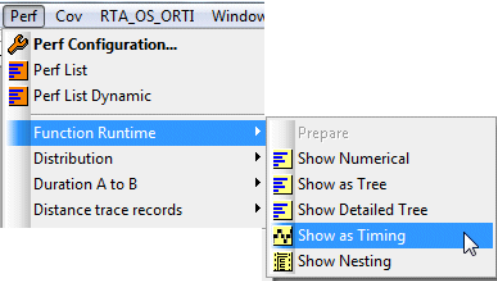 Perf Cov RTA_OS_ORTI Window
Perf Configuration...
Perf List
Perf List Dynamic
Function Runtime
Distribution
Duration A to B
Distance trace records
Prepare
Show Numerical
Show as Tree
Show Detailed Tree
Show as Timing
Show Nesting